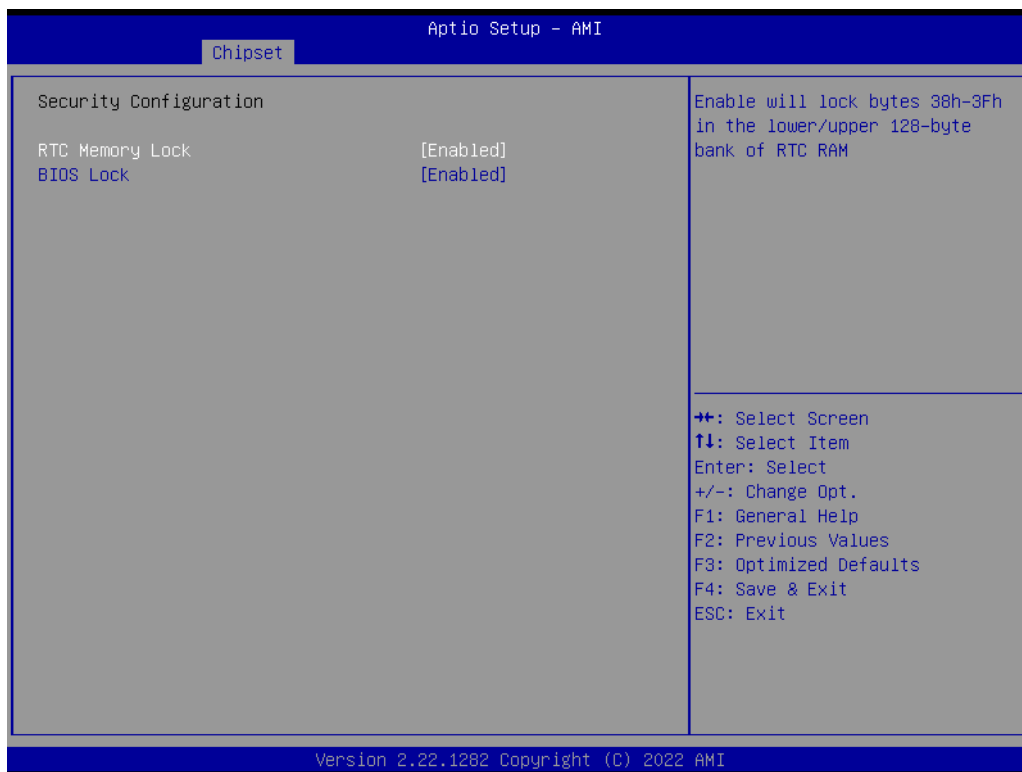 Aptio Setup – AMI
Chipset
Security Configuration
RTC Memory Lock [Enabled]
BIOS Lock [Enabled]
Enable will lock bytes 38h–3Fh
in the lower/upper 128–byte
bank of RTC RAM
→←: Select Screen
↑↓: Select Item
Enter: Select
+/–: Change Opt.
F1: General Help
F2: Previous Values
F3: Optimized Defaults
F4: Save & Exit
ESC: Exit
Version 2.22.1282 Copyright (C) 2022 AMI